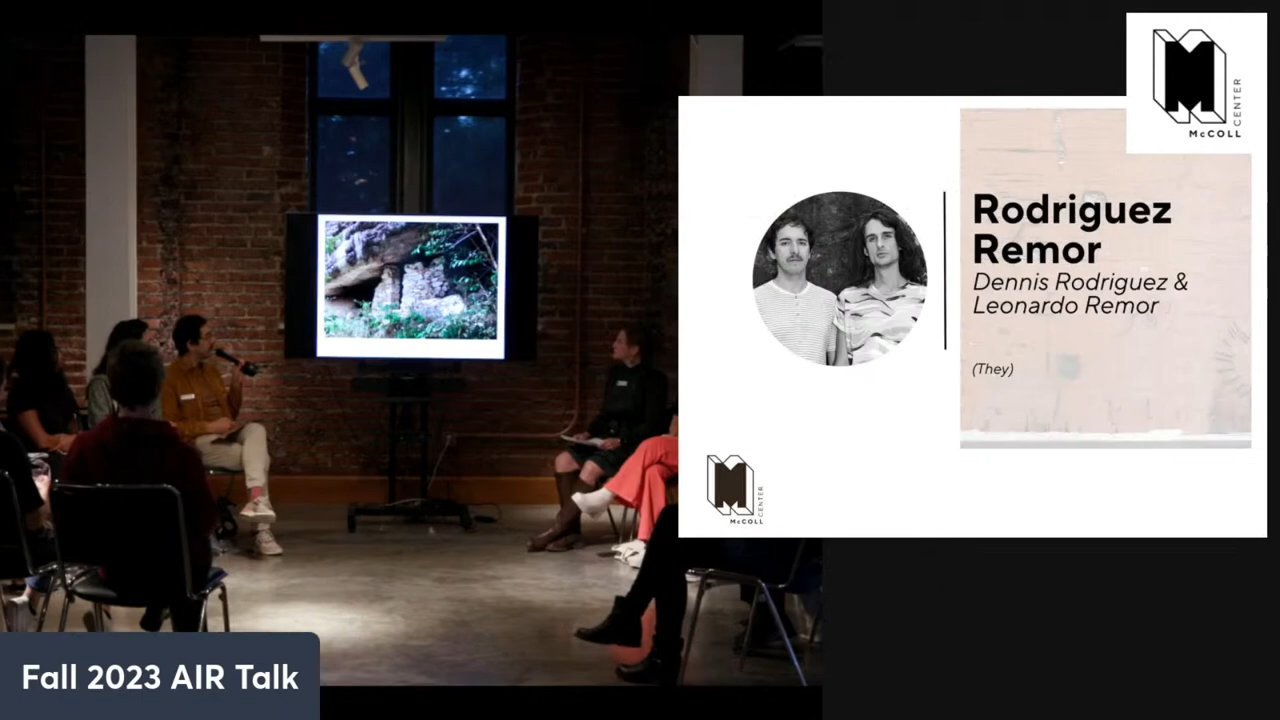 M
CENTER
McCOLL
Rodriguez
Remor
Dennis Rodriguez &
Leonardo Remor
(They)
M
CENTER
McCOLL
Fall 2023 AIR Talk